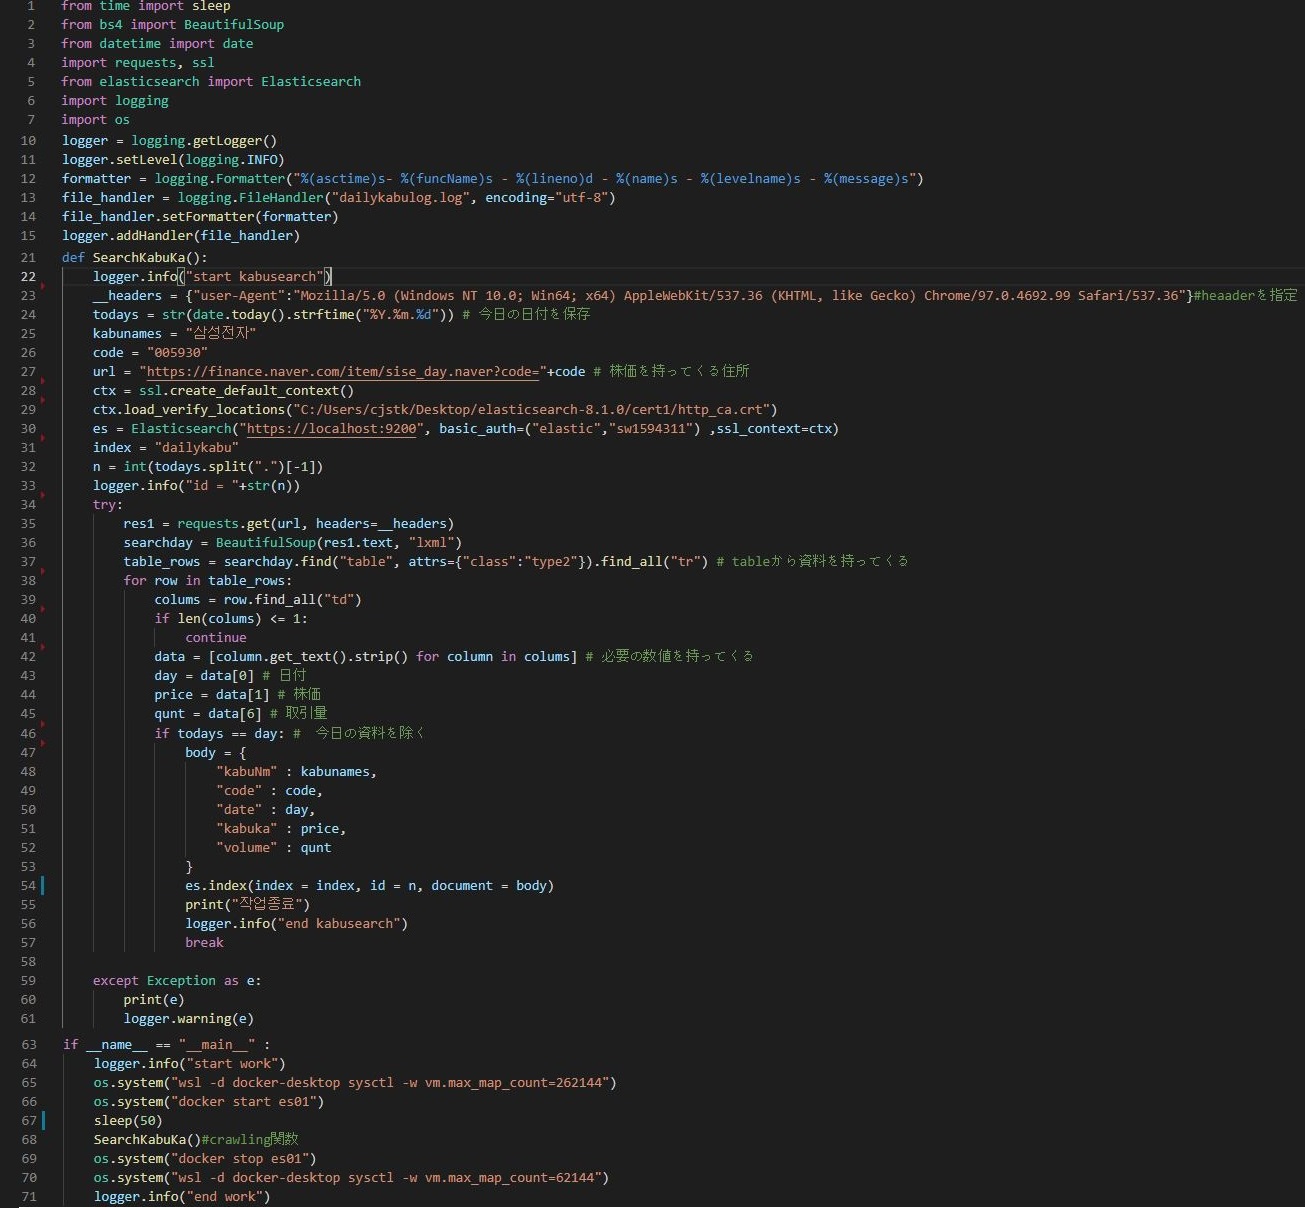 1 from time import sleep
2 from bs4 import BeautifulSoup
3 from datetime import date
4 import requests, ssl
5 from elasticsearch import Elasticsearch
6 import logging
7 import os
10 logger = logging.getLogger()
11 logger.setLevel(logging.INFO)
12 formatter = logging.Formatter("%(asctime)s- %(funcName)s - %(lineno)d - %(name)s - %(levelname)s - %(message)s")
13 file_handler = logging.FileHandler("dailykabulog.log", encoding="utf-8")
14 file_handler.setFormatter(formatter)
15 logger.addHandler(file_handler)
21 def SearchKabuKa():
22 logger.info("start kabusearch")
23 __headers = {"user-Agent":"Mozilla/5.0 (Windows NT 10.0; Win64; x64) AppleWebKit/537.36 (KHTML, like Gecko) Chrome/97.0.4692.99 Safari/537.36"}#heaaderを指定
24 todays = str(date.today().strftime("%Y.%m.%d")) # 今日の日付を保存
25 kabunames = "삼성전자"
26 code = "005930"
27 url = "https://finance.naver.com/item/sise_day.naver?code="+code # 株価を持ってくる住所
28 ctx = ssl.create_default_context()
29 ctx.load_verify_locations("C:/Users/cjstk/Desktop/elasticsearch-8.1.0/cert1/http_ca.crt")
30 es = Elasticsearch("https://localhost:9200", basic_auth=("elastic","sw1594311") ,ssl_context=ctx)
31 index = "dailykabu"
32 n = int(todays.split(".")[-1])
33 logger.info("id = "+str(n))
34 try:
35 res1 = requests.get(url, headers=__headers)
36 searchday = BeautifulSoup(res1.text, "lxml")
37 table_rows = searchday.find("table", attrs={"class":"type2"}).find_all("tr") # tableから資料を持ってくる
38 for row in table_rows:
39 colums = row.find_all("td")
40 if len(colums) <= 1:
41 continue
42 data = [column.get_text().strip() for column in colums] # 必要の数値を持ってくる
43 day = data[0] # 日付
44 price = data[1] # 株価
45 qunt = data[6] # 取引量
46 if todays == day: # 今日の資料を除く
47 body = {
48 "kabuNm" : kabunames,
49 "code" : code,
50 "date" : day,
51 "kabuka" : price,
52 "volume" : qunt
53 }
54 es.index(index = index, id = n, document = body)
55 print("작업종료")
56 logger.info("end kabusearch")
57 break
58
59 except Exception as e:
60 print(e)
61 logger.warning(e)
63 if __name__ == "__main__" :
64 logger.info("start work")
65 os.system("wsl -d docker-desktop sysctl -w vm.max_map_count=262144")
66 os.system("docker start es01")
67 sleep(50)
68 SearchKabuKa()#crawling関数
69 os.system("docker stop es01")
70 os.system("wsl -d docker-desktop sysctl -w vm.max_map_count=62144")
71 logger.info("end work")